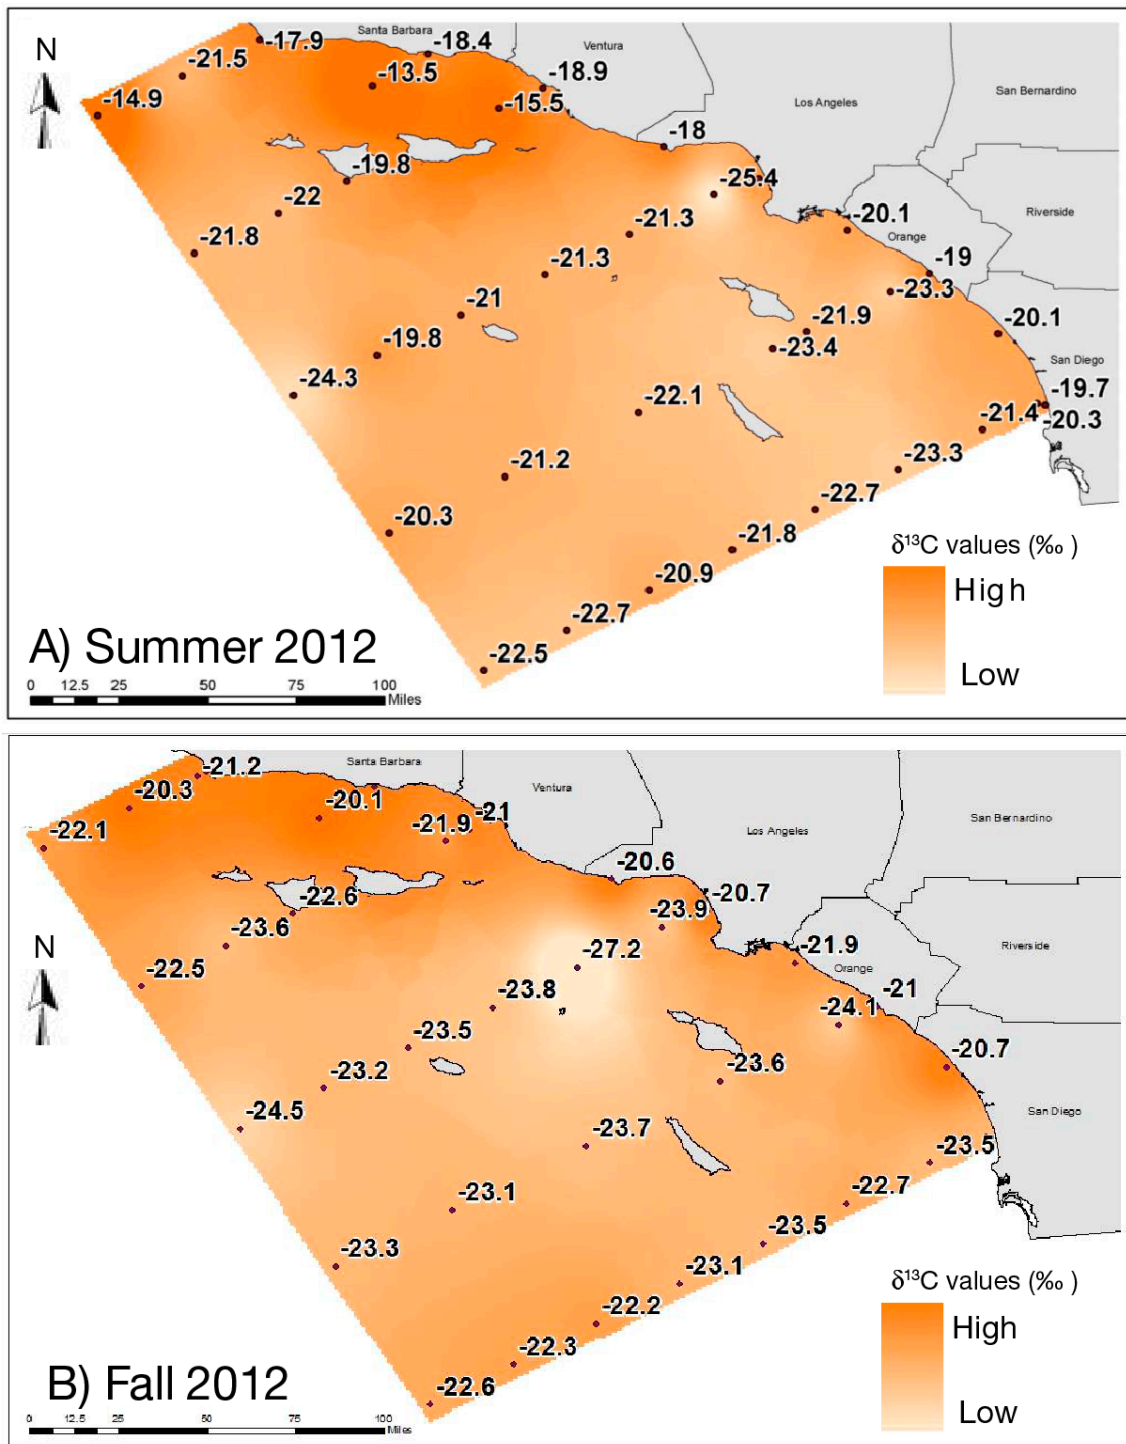 Santa Barbara
-17.9
-18.4
Ventura
N
-21.5
-13.5
-18.9
San Bernardino
-14.9
-15.5
Los Angeles
-18
-19.8
-25.4
-22
-21.3
-20.1
Riverside
-21.8
Orange
-21.3
-19
-23.3
-21
-21.9
-20.1
-19.8
-23.4
San Diego
-24.3
-22.1
-19.7
-21.4
-20.3
-21.2
-23.3
-20.3
-22.7
-21.8
δ¹³C values (‰ )
High
-20.9
-22.7
A) Summer 2012
-22.5
Low
0 12.5 25 50 75 100
Miles
-21.2
Santa Barbara
-20.3
Ventura
-20.1
-21
San Bernardino
-22.1
-21.9
Los Angeles
-20.6
-20.7
-22.6
-23.9
-23.6
N
-27.2
-21.9
Riverside
-22.5
Orange
-23.8
-21
-24.1
-23.5
-20.7
-23.2
-23.6
-24.5
San Diego
-23.7
-23.5
-23.1
-22.7
-23.3
-23.5
-23.1
δ¹³C values (‰ )
-22.2
High
-22.3
B) Fall 2012
-22.6
Low
0 12.5 25 50 75 100
Miles